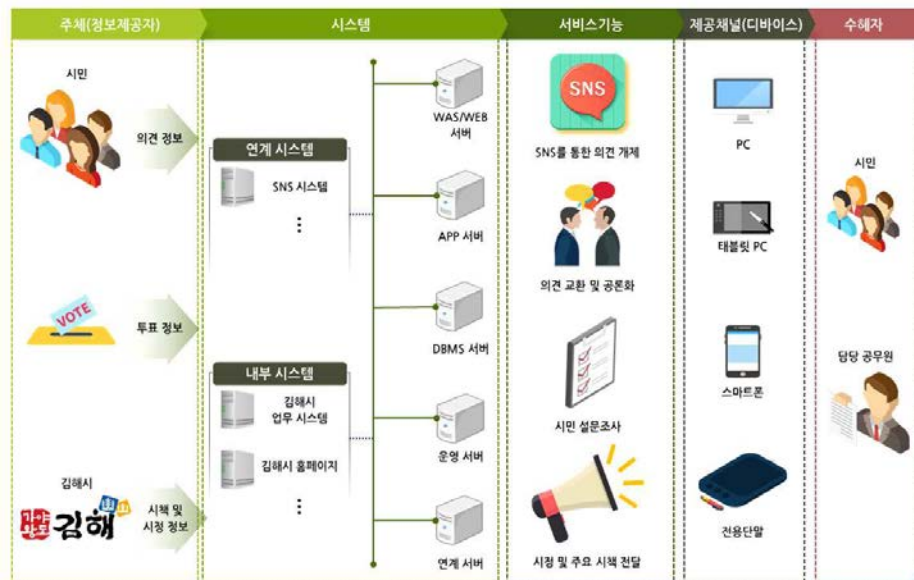 주체(정보제공자)
시스템
서비스기능
제공채널(디바이스)
수혜자
시민
의견 정보
VOTE
투표 정보
김해시
가야
왕도
김해
시책 및
시정 정보
연계 시스템
SNS 시스템
내부 시스템
김해시
업무 시스템
김해시 홈페이지
WAS/WEB
서버
APP 서버
DBMS 서버
운영 서버
연계 서버
SNS
SNS를 통한 의견 개제
의견 교환 및 공론화
시민 설문조사
시정 및 주요 시책 전달
PC
태블릿 PC
스마트폰
전용단말
시민
담당 공무원